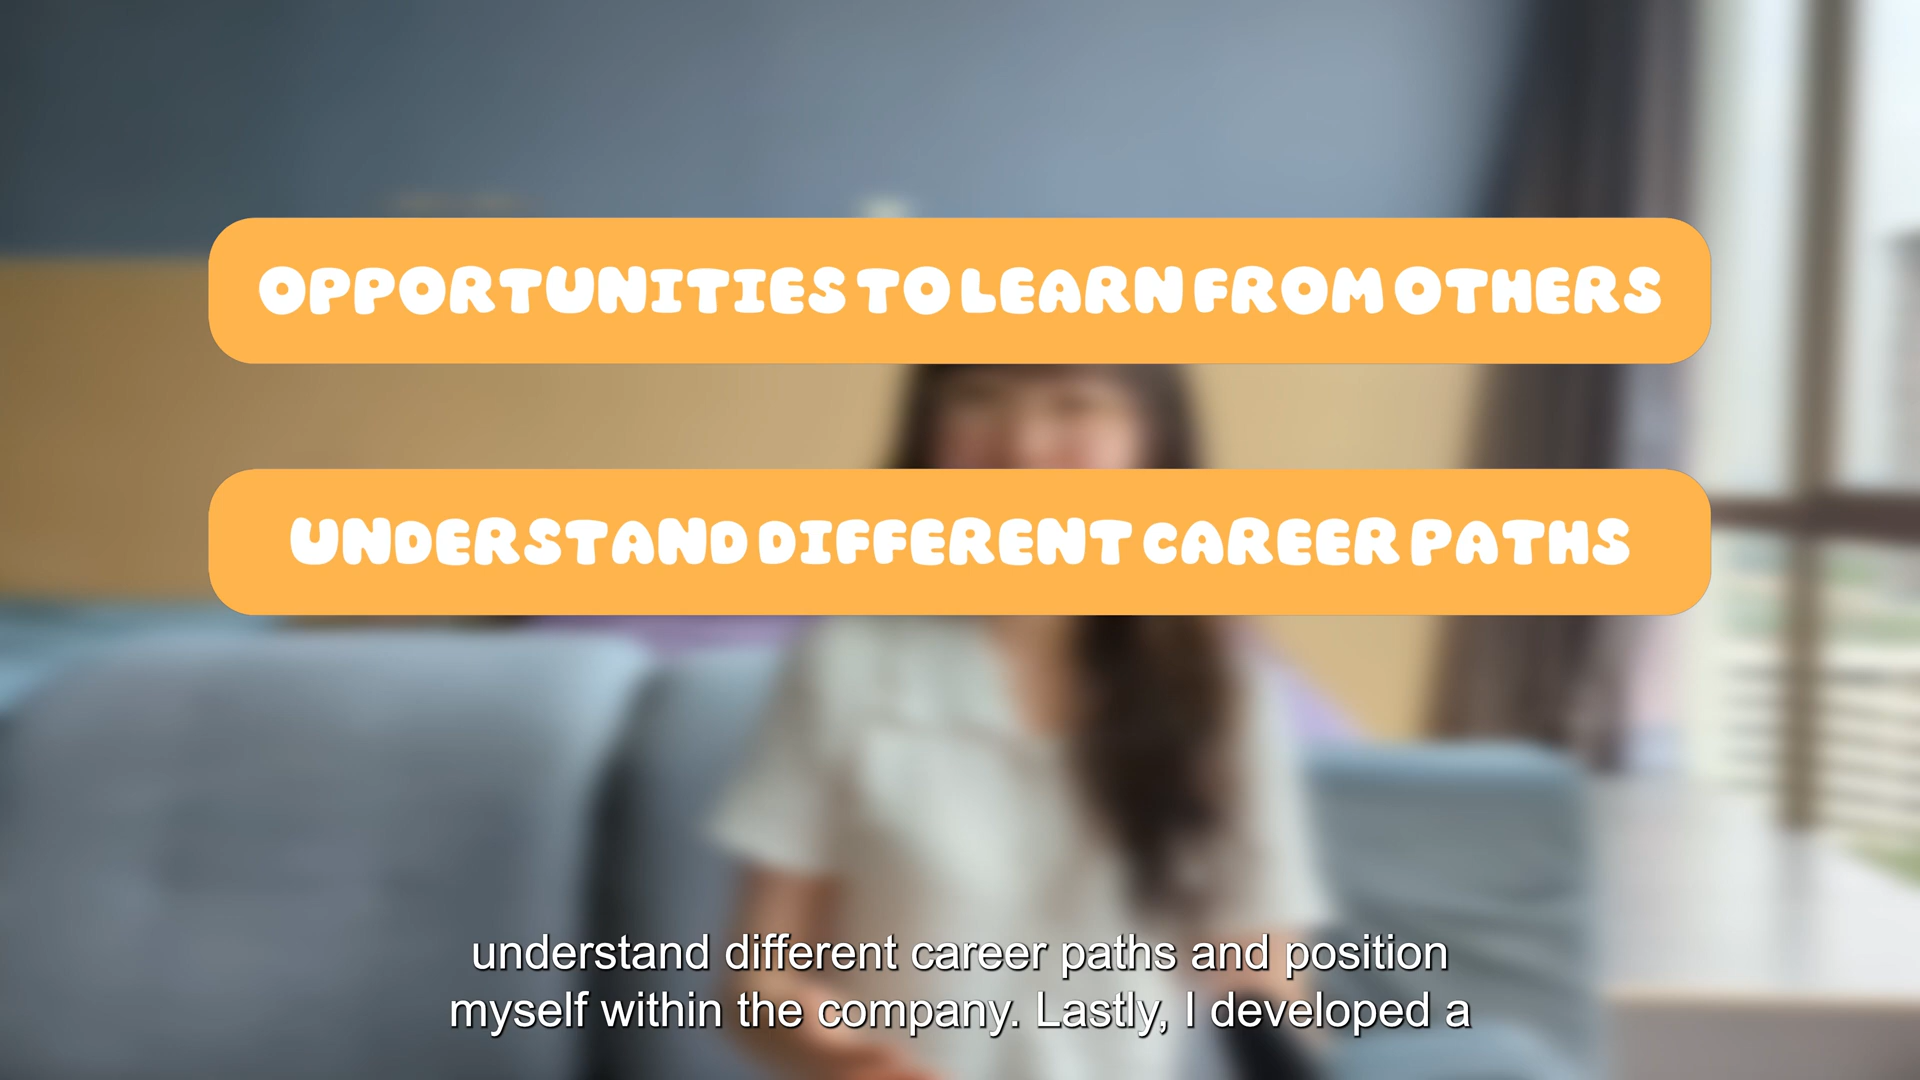 OPPORTUNITIES TO LEARN FROM OTHERS
UNDERSTAND DIFFERENT CAREER PATHS
understand different career paths and position
myself within the company. Lastly, I developed a